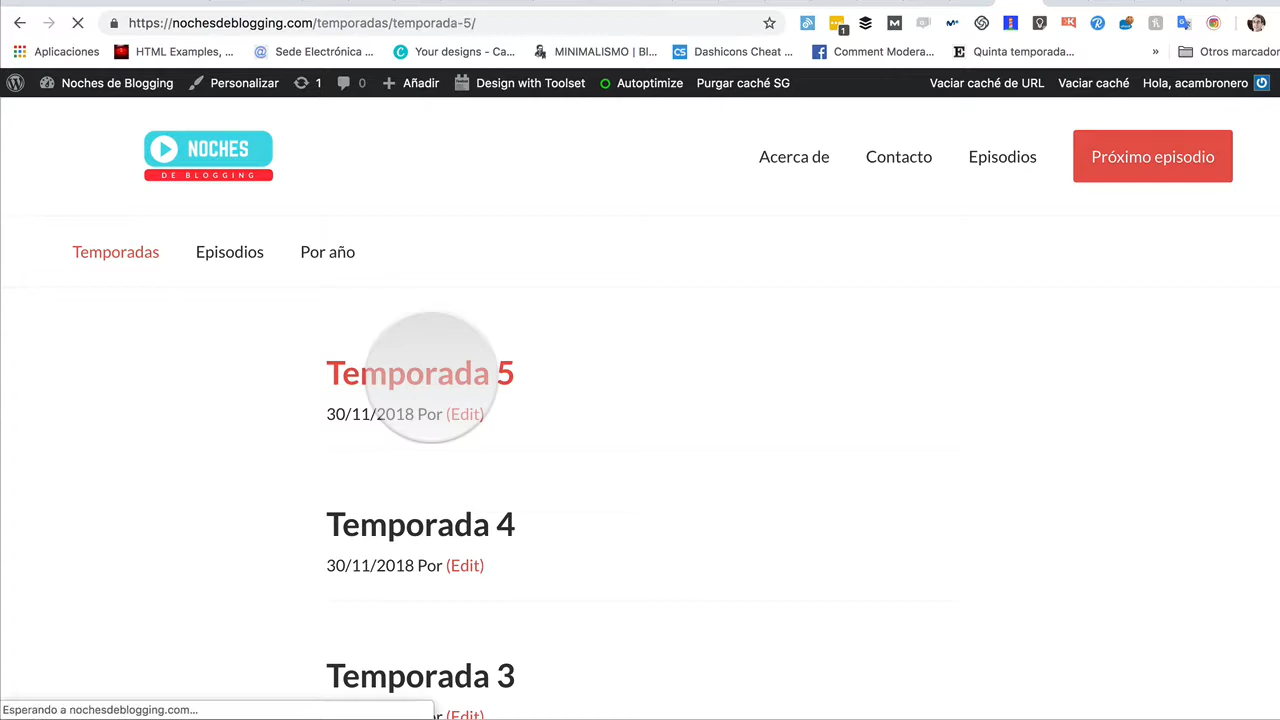 https://nochesdeblogging.com/temporadas/temporada-5/
1
Aplicaciones HTML Examples, ... Sede Electrónica ... Your designs - Ca... MINIMALISMO | Bl... CS Dashicons Cheat ... Comment Modera... E Quinta temporada... » Otros marcador
Noches de Blogging Personalizar 1 0 Añadir Design with Toolset Autoptimize Purgar caché SG Vaciar caché de URL Vaciar caché Hola, acambronero
NOCHES
DE BLOGGING
Acerca de Contacto Episodios Próximo episodio
Temporadas Episodios Por año
Temporada 5
30/11/2018 Por (Edit)
Temporada 4
30/11/2018 Por (Edit)
Temporada 3
(Edit)
Esperando a nochesdeblogging.com...